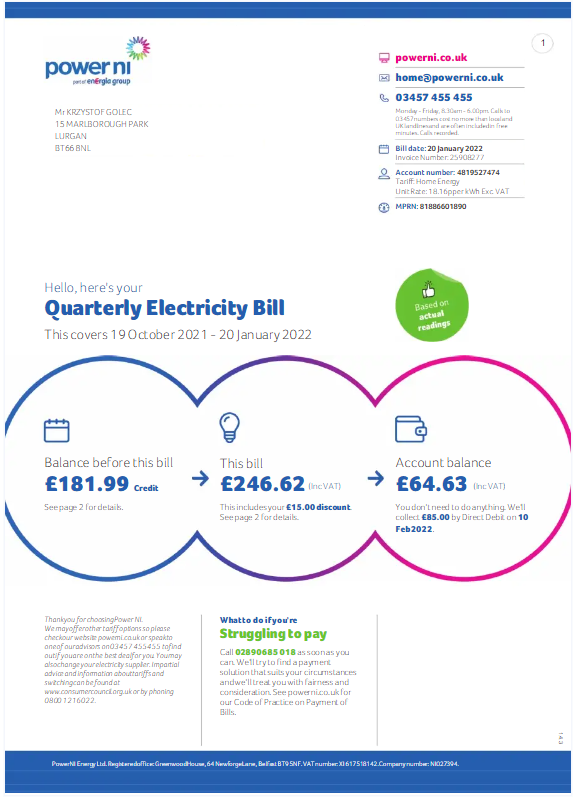 1
power ni
part of energia group
powerni.co.uk
home@powerni.co.uk
03457 455 455
Monday - Friday, 8.30am - 6.00pm. Calls to
03457numbers cost no more than local and
UK landlines and are often included in free
minutes. Calls recorded.
Bill date: 20 January 2022
Invoice Number: 25908277
Account number: 4819527474
Tariff: Home Energy
Unit Rate: 18.16pper kWh Exc VAT
MPRN: 81886601890
Mr KRZYSTOF GOLEC
15 MARLBOROUGH PARK
LURGAN
BT66 8NL
Hello, here's your
Quarterly Electricity Bill
This covers 19 October 2021 - 20 January 2022
Based on
actual
readings
Balance before this bill
£181.99 Credit
See page 2 for details.
This bill
£246.62 (Inc VAT)
This includes your £15.00 discount.
See page 2 for details.
Account balance
£64.63 (Inc VAT)
You don't need to do anything. We'll
collect £85.00 by Direct Debit on 10
Feb2022.
Thankyou for choosing Power NI.
We may offer other tariff options so please
check our website powerni.co.uk or speak to
one of our advisors on 03457 455455 to find
out if you are on the best deal for you. You may
also change your electricity supplier. Impartial
advice and information about tariffs and
switching can be found at
www.consumercouncil.org.uk or by phoning
0800 1216022.
What to do if you're
Struggling to pay
Call 02890685 018 as soon as you
can. We'll try to find a payment
solution that suits your circumstances
and we'll treat you with fairness and
consideration. See powerni.co.uk for
our Code of Practice on Payment of
Bills.
143
PowerNI Energy Ltd. Registered office: Greenwood House, 64 Newforge Lane, Belfast BT9 5NF. VAT number: XI 617518142. Company number: NI027394.